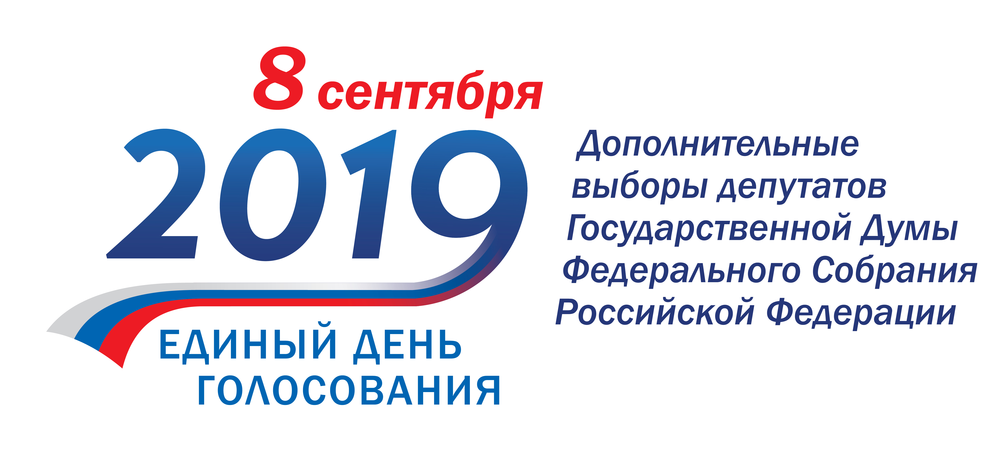 8 сентября
2019
ЕДИНЫЙ ДЕНЬ
ГОЛОСОВАНИЯ
Дополнительные
выборы депутатов
Государственной Думы
Федерального Собрания
Российской Федерации